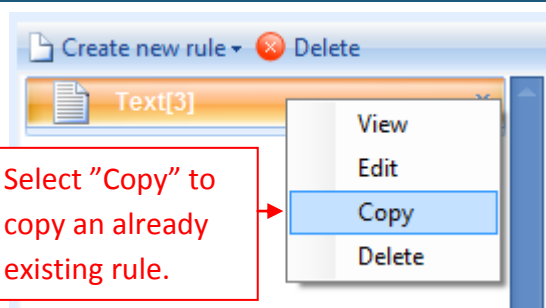 Create new rule Delete
Text[3]
View
Edit
Copy
Delete
Select ”Copy” to
copy an already
existing rule.